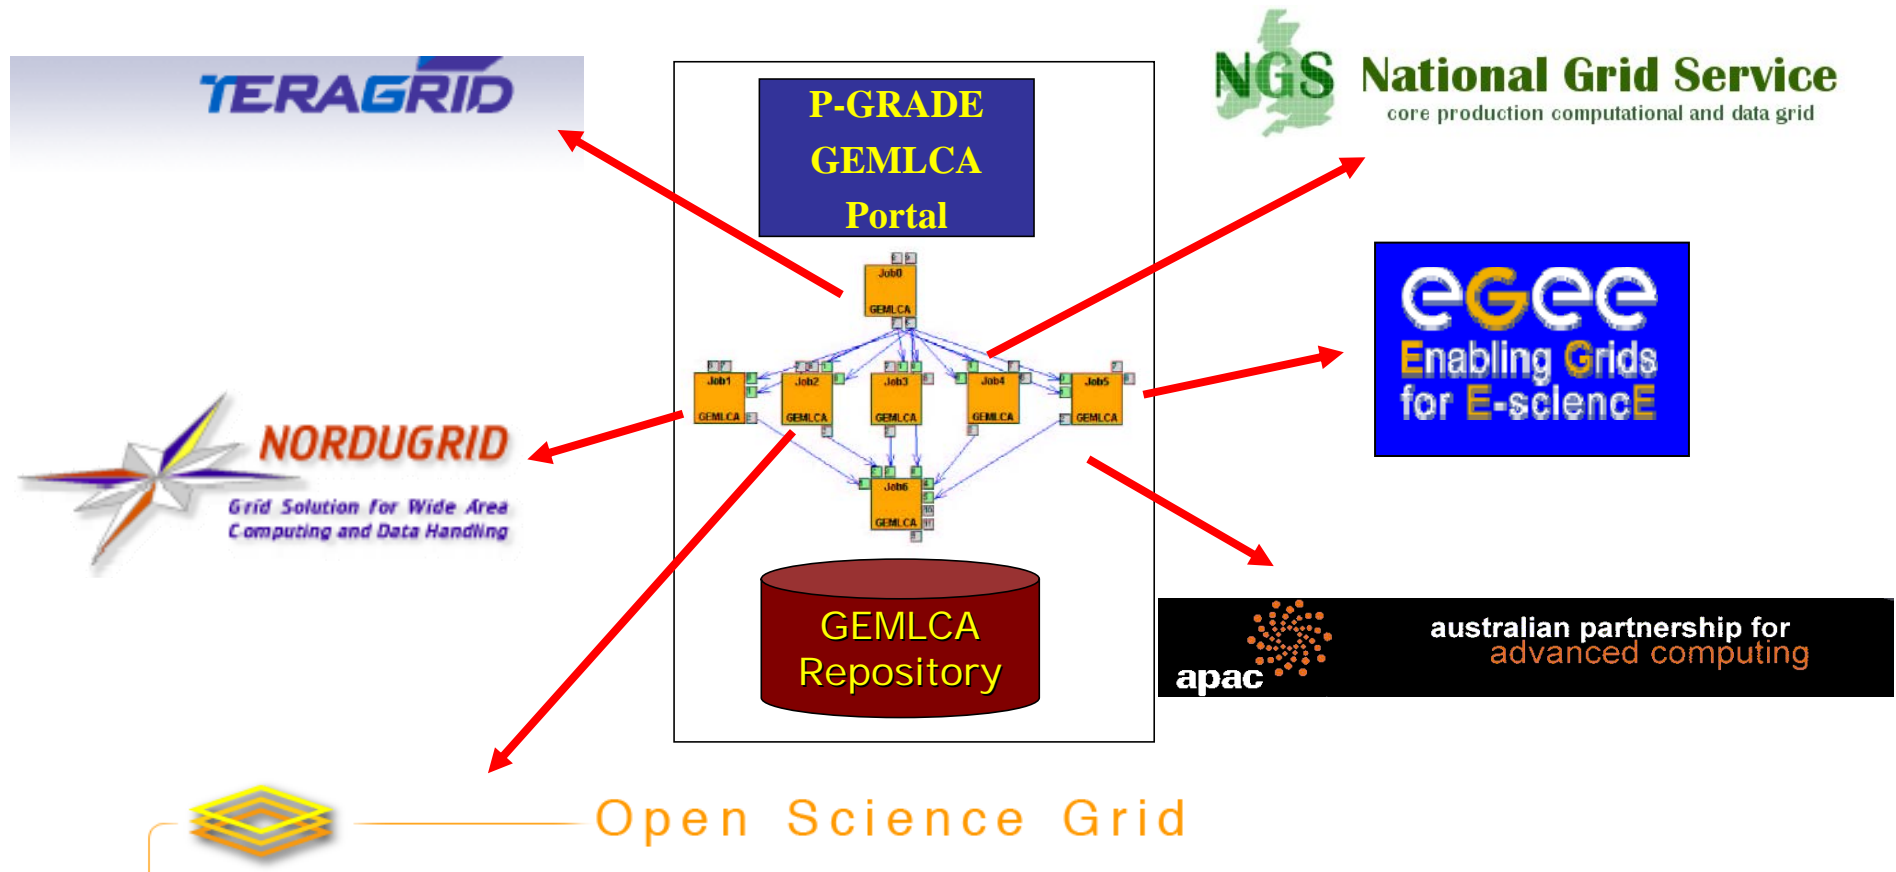 TERAGRID
P-GRADE
GEMLCA
Portal
NGS National Grid Service
core production computational and data grid
Job0
GEMLCA
Job1
GEMLCA
Job2
GEMLCA
Job3
GEMLCA
Job4
GEMLCA
Job5
GEMLCA
Job6
GEMLCA
egee
Enabling Grids
for E-sciencE
NORDUGRID
Grid Solution for Wide Area
Computing and Data Handling
GEMLCA
Repository
apac
australian partnership for
advanced computing
Open Science Grid